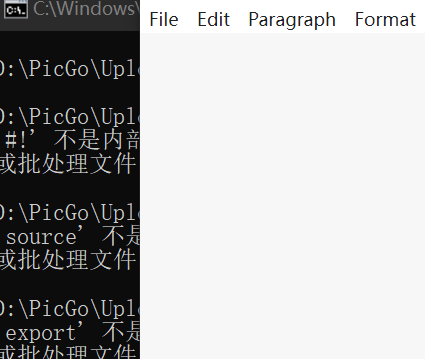 C:\Windows\
File Edit Paragraph Format
D:\PicGo\Uplo
D:\PicGo\Uplo
#!’ 不是内部
或批处理文件
D:\PicGo\Uplo
source’ 不是
或批处理文件
D:\PicGo\Uplo
export’ 不是
或批处理文件